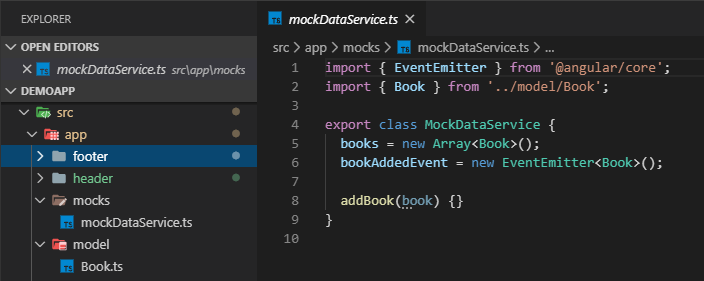 EXPLORER
OPEN EDITORS
mockDataService.ts src\app\mocks
DEMOAPP
src
app
footer
header
mocks
TS mockDataService.ts
model
TS Book.ts
TS mockDataService.ts
src > app > mocks > TS mockDataService.ts > ...
1 import { EventEmitter } from '@angular/core';
2 import { Book } from '../model/Book';
3
4 export class MockDataService {
5 books = new Array<Book>();
6 bookAddedEvent = new EventEmitter<Book>();
7
8 addBook(book) {}
9 }
10